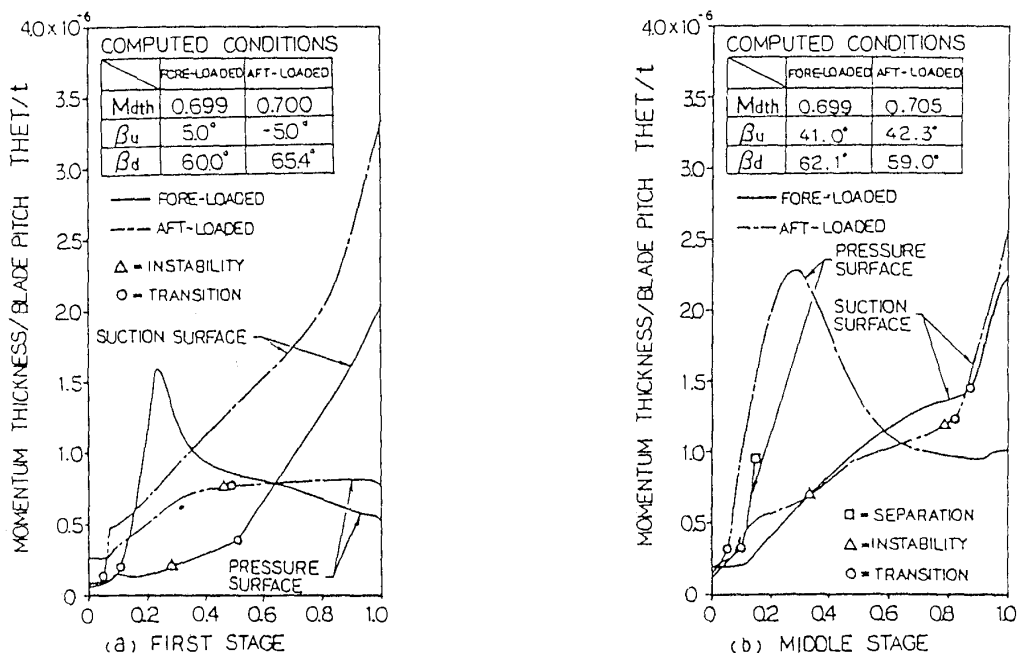 MOMENTUM THICKNESS/BLADE PITCH THET/t
4.0×10⁻⁶
3.5
3.0
2.5
2.0
1.5
1.0
0.5
0
COMPUTED CONDITIONS
FORE-LOADED AFT-LOADED
Mdth 0.699 0.700
βu 5.0° -5.0°
βd 60.0° 65.4°
FORE-LOADED
AFT-LOADED
△ = INSTABILITY
○ = TRANSITION
SUCTION SURFACE
PRESSURE
SURFACE
0 0.2 0.4 0.6 0.8 1.0
(a) FIRST STAGE
MOMENTUM THICKNESS/BLADE PITCH THET/t
4.0×10⁻⁶
3.5
3.0
2.5
2.0
1.5
1.0
0.5
0
COMPUTED CONDITIONS
FORE-LOADED AFT-LOADED
Mdth 0.699 0.705
βu 41.0° 42.3°
βd 62.1° 59.0°
FORE-LOADED
AFT-LOADED
PRESSURE
SURFACE
SUCTION
SURFACE
□ = SEPARATION
△ = INSTABILITY
○ = TRANSITION
0 0.2 0.4 0.6 0.8 1.0
(b) MIDDLE STAGE